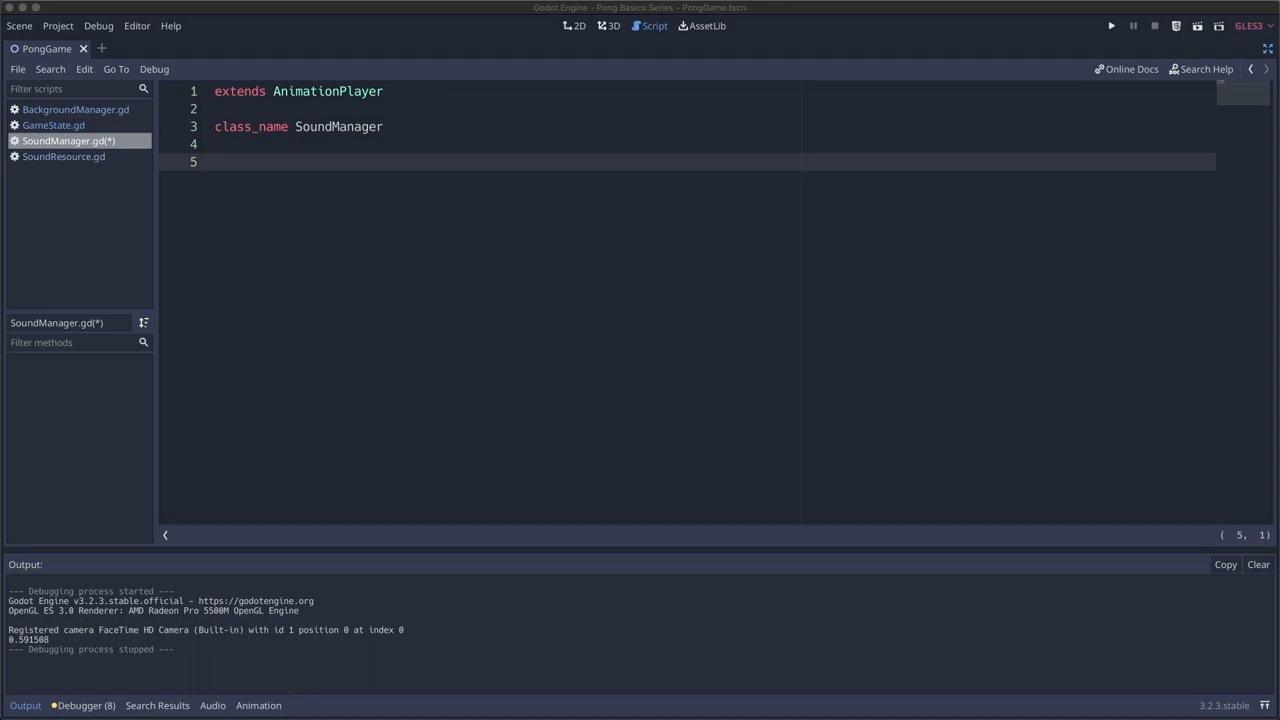 Godot Engine - Pong Basics Series - PongGame.tscn
Scene Project Debug Editor Help 2D 3D Script AssetLib GLES3
PongGame
File Search Edit Go To Debug Online Docs Search Help
Filter scripts
BackgroundManager.gd
GameState.gd
SoundManager.gd(*)
SoundResource.gd
1 extends AnimationPlayer
2
3 class_name SoundManager
4
5
SoundManager.gd(*)
Filter methods
( 5, 1)
Output: Copy Clear
--- Debugging process started ---
Godot Engine v3.2.3.stable.official - https://godotengine.org
OpenGL ES 3.0 Renderer: AMD Radeon Pro 5500M OpenGL Engine
Registered camera FaceTime HD Camera (Built-in) with id 1 position 0 at index 0
0.591508
--- Debugging process stopped ---
Output Debugger (8) Search Results Audio Animation 3.2.3.stable